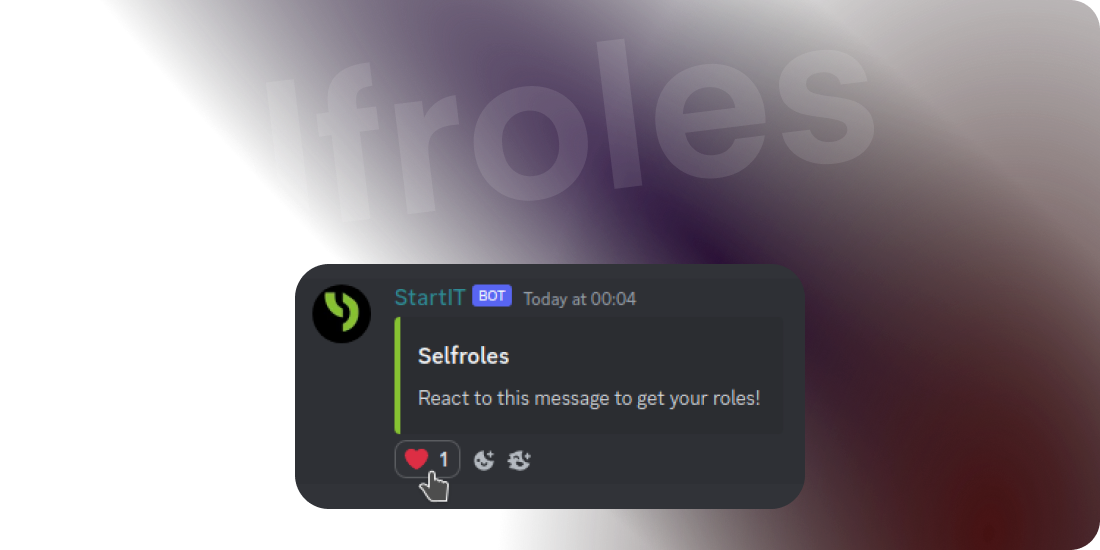 lfroles
StartIT BOT Today at 00:04
Selfroles
React to this message to get your roles!
1